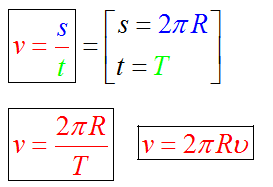 v = s/t = [s = 2πR
t = T]
v = 2πR/T    v = 2πRυ